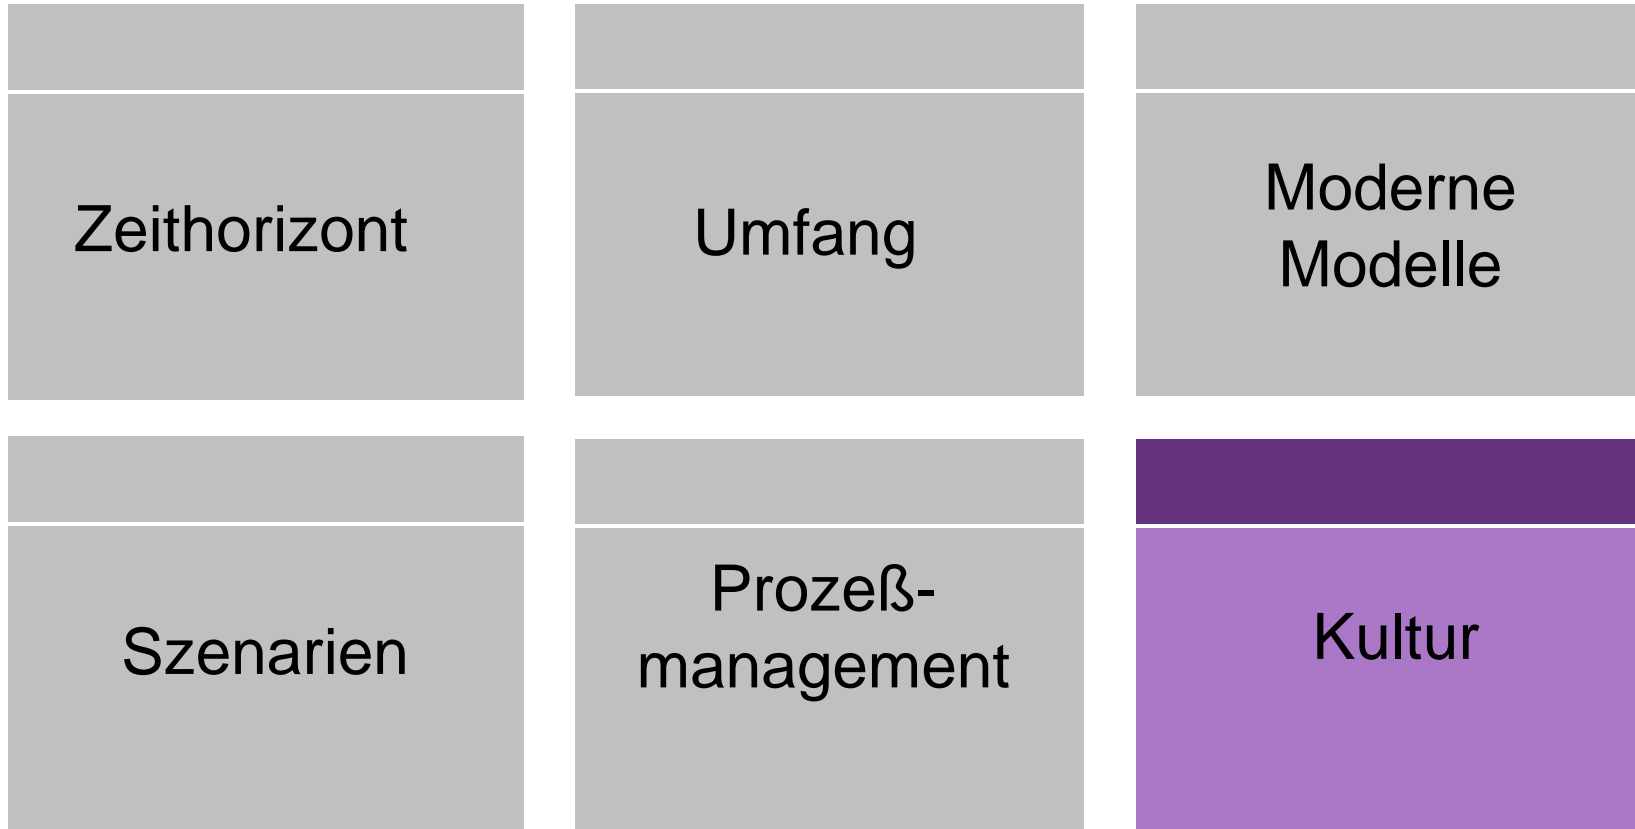 Zeithorizont
Umfang
Moderne
Modelle
Szenarien
Prozeß-
management
Kultur